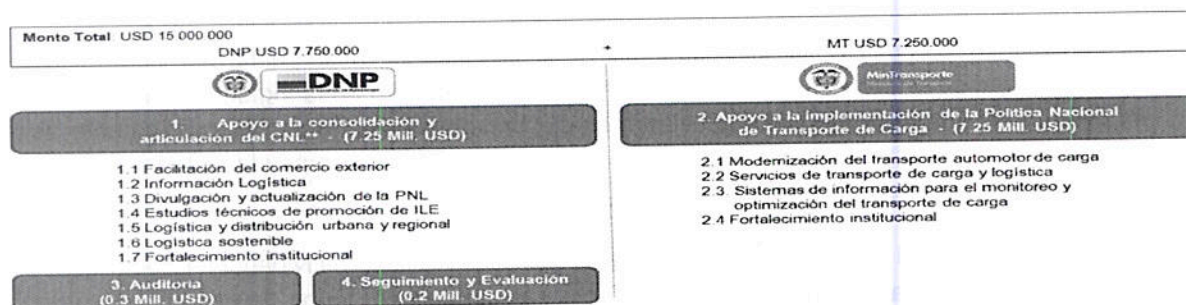 Monto Total: USD 15 000 000
DNP USD 7.750.000
+
MT USD 7.250.000
DNP
MinTransporte
1. Apoyo a la consolidación y
articulación del CNL** - (7.25 Mill. USD)
1.1 Facilitación del comercio exterior
1.2 Información Logística
1.3 Divulgación y actualización de la PNL
1.4 Estudios técnicos de promoción de ILE
1.5 Logística y distribución urbana y regional
1.6 Logística sostenible
1.7 Fortalecimiento institucional
3. Auditoria
(0.3 Mill. USD)
4. Seguimiento y Evaluación
(0.2 Mill. USD)
2. Apoyo a la implementación de la Política Nacional
de Transporte de Carga - (7.25 Mill. USD)
2.1 Modernización del transporte automotor de carga
2.2 Servicios de transporte de carga y logística
2.3. Sistemas de información para el monitoreo y
optimización del transporte de carga
2.4 Fortalecimiento institucional